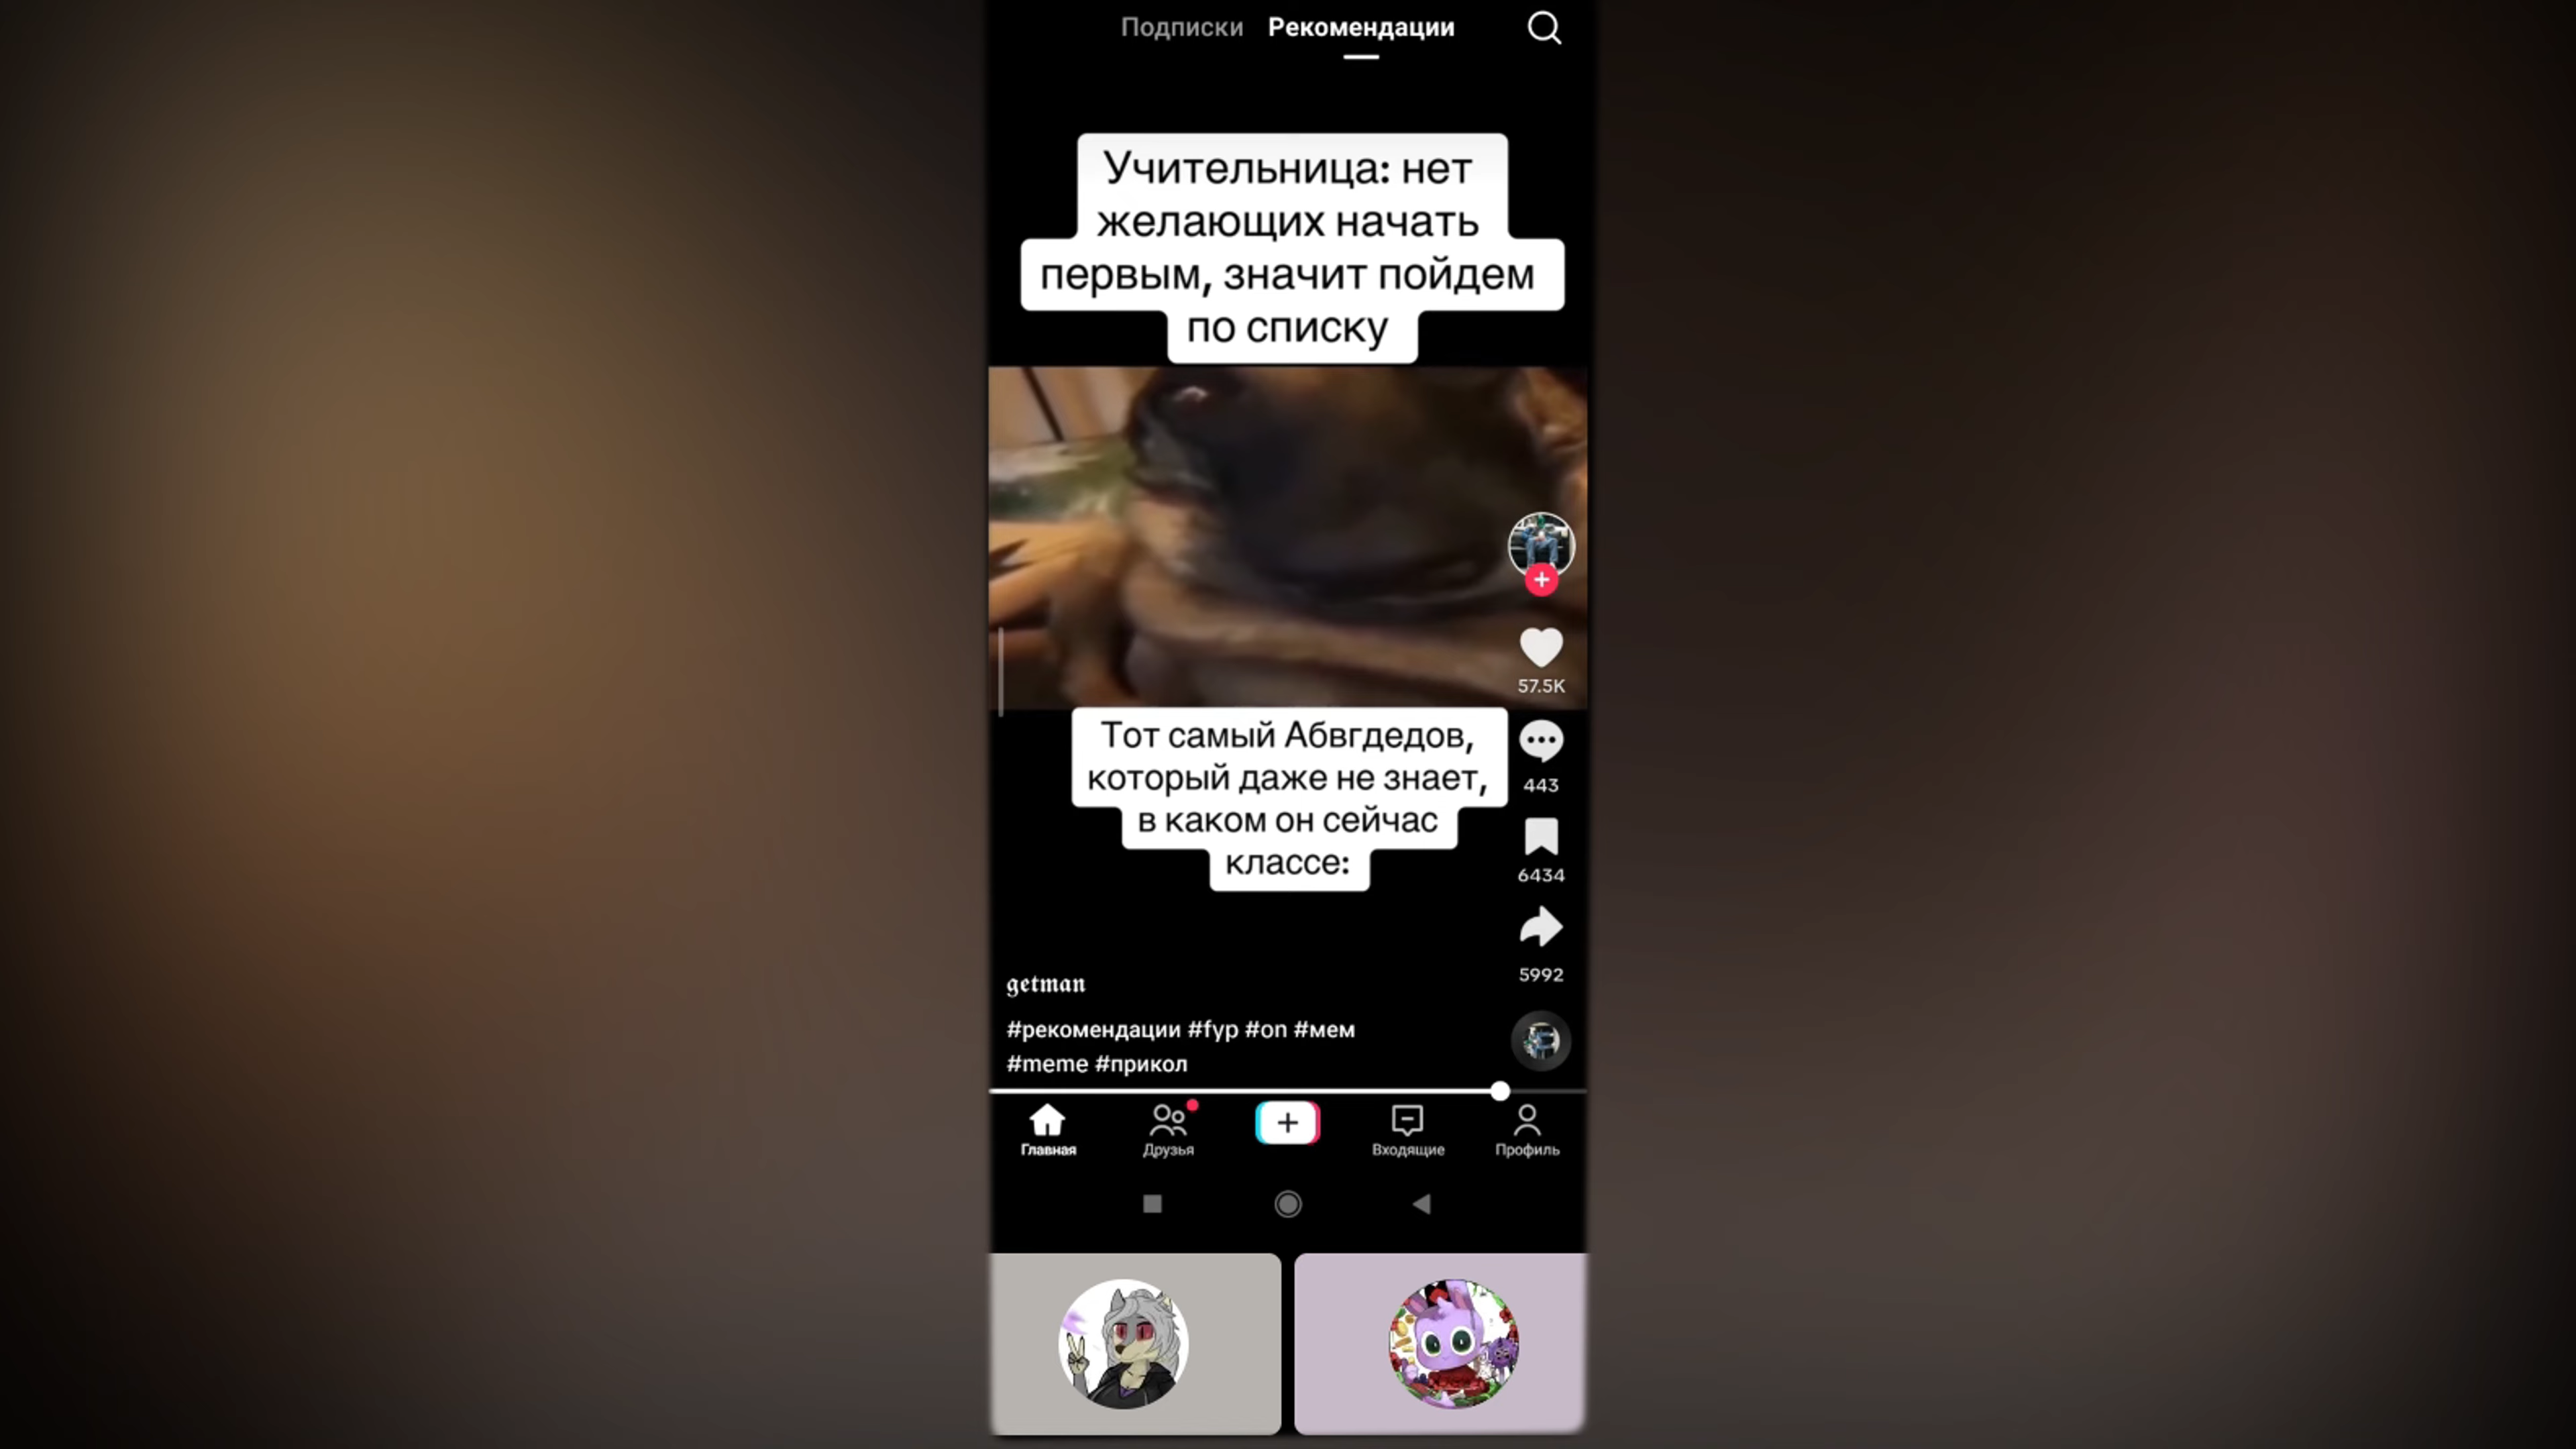 Подписки Рекомендации
Учительница: нет
желающих начать
первым, значит пойдем
по списку
57.5K
Тот самый Абвгдедов,
который даже не знает,
в каком он сейчас
классе:
443
6434
5992
getman
#рекомендации #fyp #on #мем
#meme #прикол
Главная Друзья Входящие Профиль